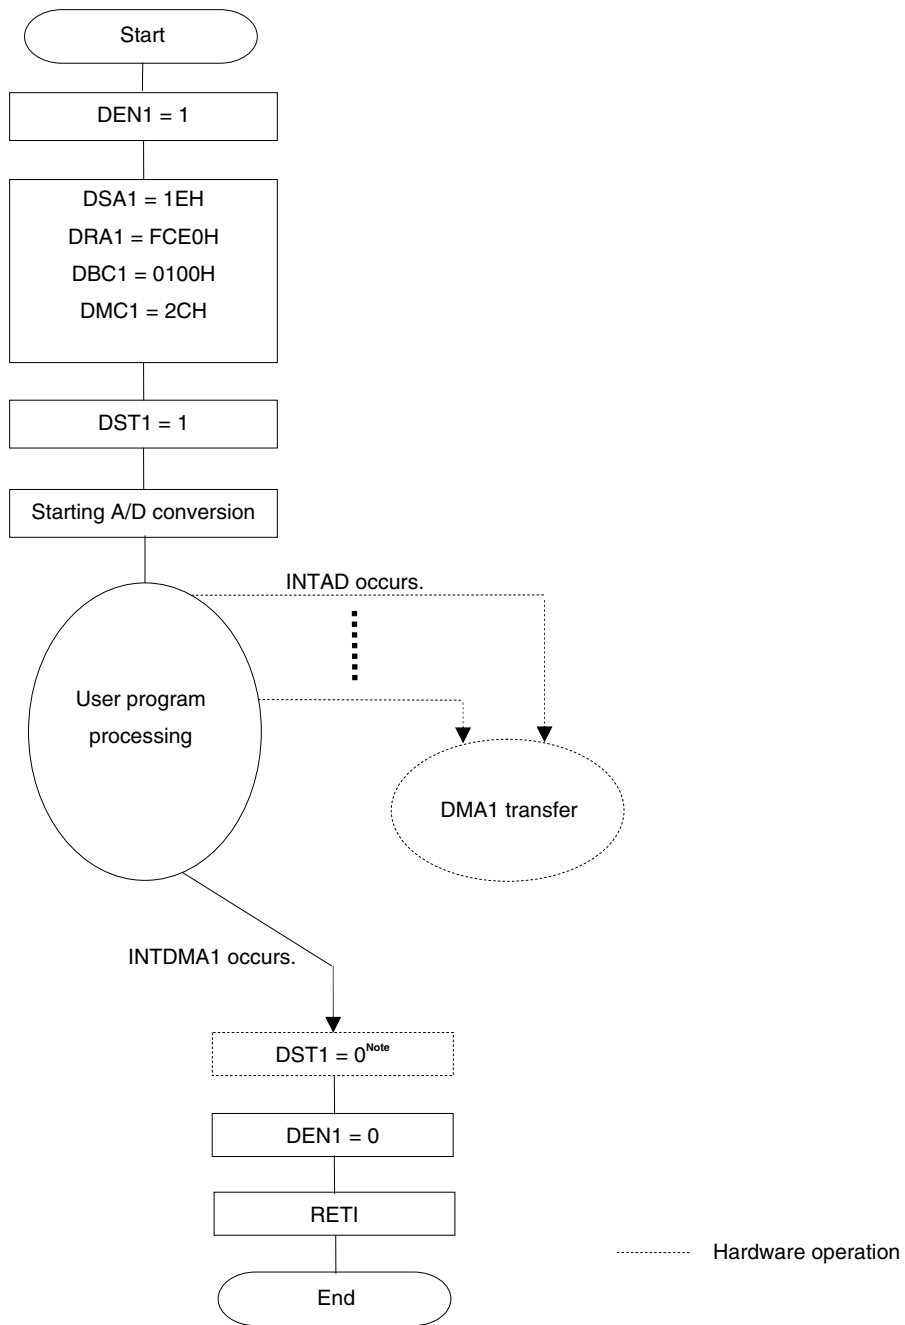 Start
DEN1 = 1
DSA1 = 1EH
DRA1 = FCE0H
DBC1 = 0100H
DMC1 = 2CH
DST1 = 1
Starting A/D conversion
INTAD occurs.
User program
processing
DMA1 transfer
INTDMA1 occurs.
DST1 = 0Note
DEN1 = 0
RETI
Hardware operation
End